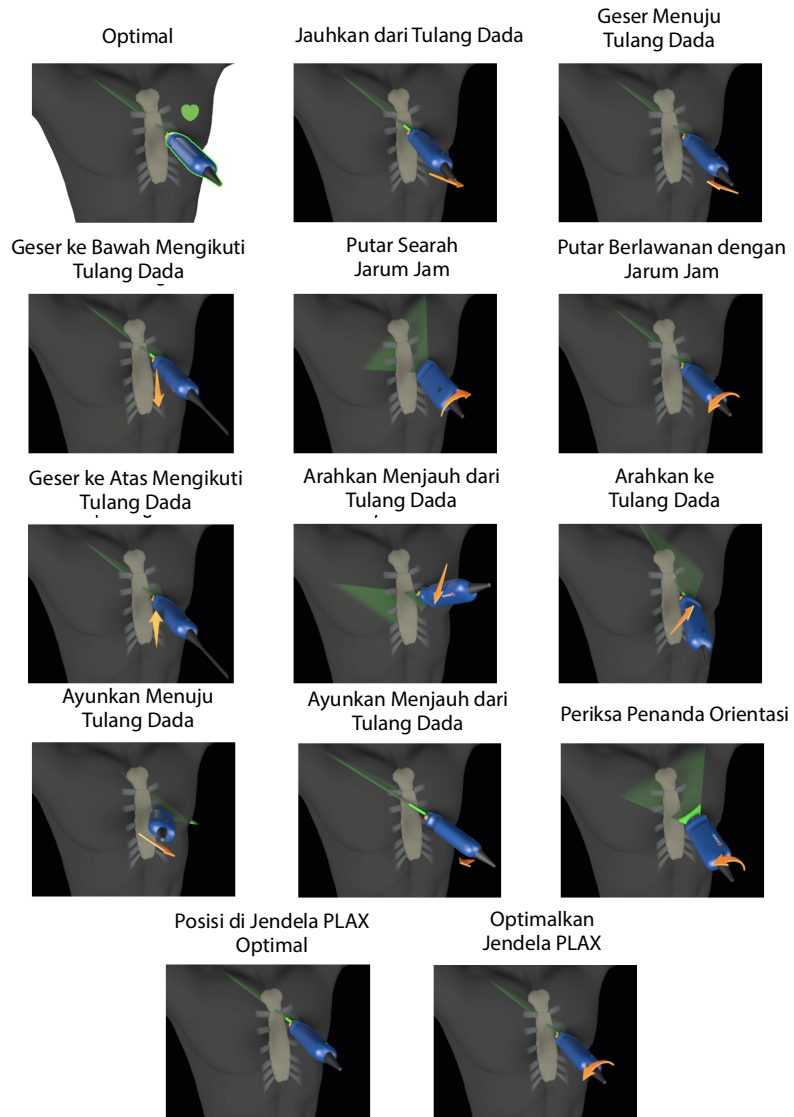 Optimal
Jauhkan dari Tulang Dada
Geser Menuju
Tulang Dada
Geser ke Bawah Mengikuti
Tulang Dada
Putar Searah
Jarum Jam
Putar Berlawanan dengan
Jarum Jam
Geser ke Atas Mengikuti
Tulang Dada
Arahkan Menjauh dari
Tulang Dada
Arahkan ke
Tulang Dada
Ayunkan Menuju
Tulang Dada
Ayunkan Menjauh dari
Tulang Dada
Periksa Penanda Orientasi
Posisi di Jendela PLAX
Optimal
Optimalkan
Jendela PLAX